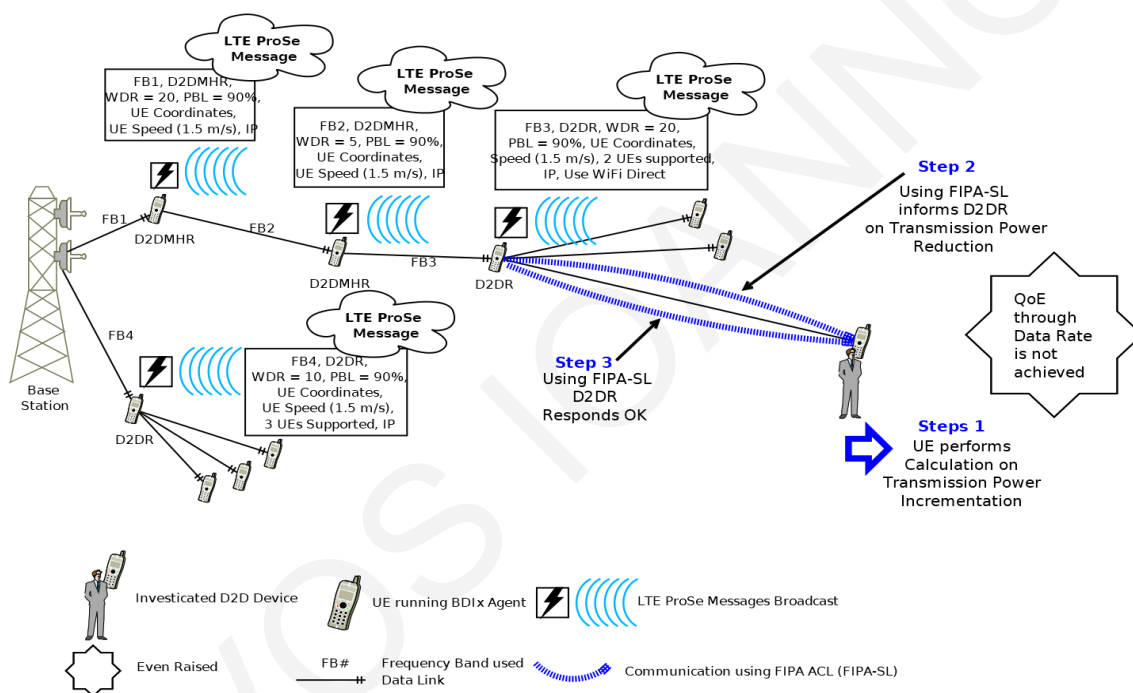 LTE ProSe
Message
FB1, D2DMHR,
WDR = 20, PBL = 90%,
UE Coordinates,
UE Speed (1.5 m/s), IP
LTE ProSe
Message
FB2, D2DMHR,
WDR = 5, PBL = 90%,
UE Coordinates,
UE Speed (1.5 m/s), IP
LTE ProSe
Message
FB3, D2DR, WDR = 20,
PBL = 90%, UE Coordinates,
Speed (1.5 m/s), 2 UEs supported,
IP, Use WiFi Direct
Step 2
Using FIPA-SL
informs D2DR
on Transmission Power
Reduction
FB1
D2DMHR
FB2
D2DMHR
FB3
D2DR
QoE
through
Data Rate
is not
achieved
LTE ProSe
Message
FB4, D2DR,
WDR = 10, PBL = 90%,
UE Coordinates,
UE Speed (1.5 m/s),
3 UEs Supported, IP
FB4
Base
Station
D2DR
Step 3
Using FIPA-SL
D2DR
Responds OK
Steps 1
UE performs
Calculation on
Transmission Power
Incrementation
Investicated D2D Device
UE running BDIx Agent
LTE ProSe Messages Broadcast
Even Raised
FB#
Frequency Band used
Data Link
Communication using FIPA ACL (FIPA-SL)
VOS IOANNO